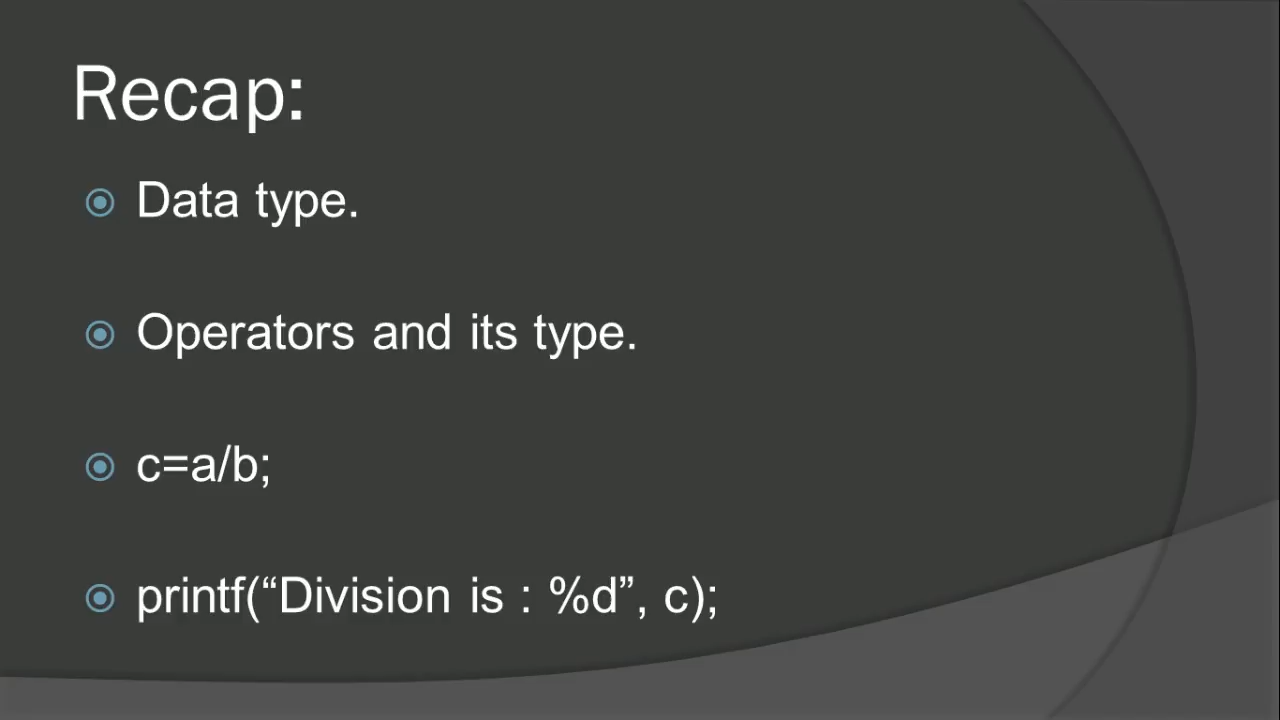 Recap:
Data type.
Operators and its type.
c=a/b;
printf(“Division is : %d”, c);